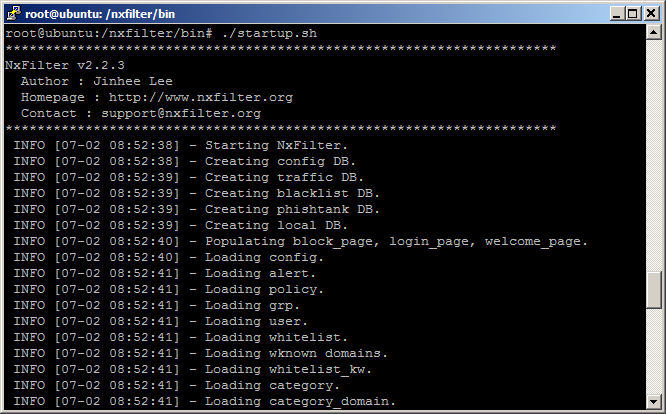 root@ubuntu: /nxfilter/bin
root@ubuntu:/nxfilter/bin# ./startup.sh
**********************************************************************
NxFilter v2.2.3
Author : Jinhee Lee
Homepage : http://www.nxfilter.org
Contact : support@nxfilter.org
**********************************************************************
INFO [07-02 08:52:38] - Starting NxFilter.
INFO [07-02 08:52:38] - Creating config DB.
INFO [07-02 08:52:39] - Creating traffic DB.
INFO [07-02 08:52:39] - Creating blacklist DB.
INFO [07-02 08:52:39] - Creating phishtank DB.
INFO [07-02 08:52:39] - Creating local DB.
INFO [07-02 08:52:40] - Populating block_page, login_page, welcome_page.
INFO [07-02 08:52:40] - Loading config.
INFO [07-02 08:52:41] - Loading alert.
INFO [07-02 08:52:41] - Loading policy.
INFO [07-02 08:52:41] - Loading grp.
INFO [07-02 08:52:41] - Loading user.
INFO [07-02 08:52:41] - Loading whitelist.
INFO [07-02 08:52:41] - Loading wknown domains.
INFO [07-02 08:52:41] - Loading whitelist_kw.
INFO [07-02 08:52:41] - Loading category.
INFO [07-02 08:52:41] - Loading category_domain.